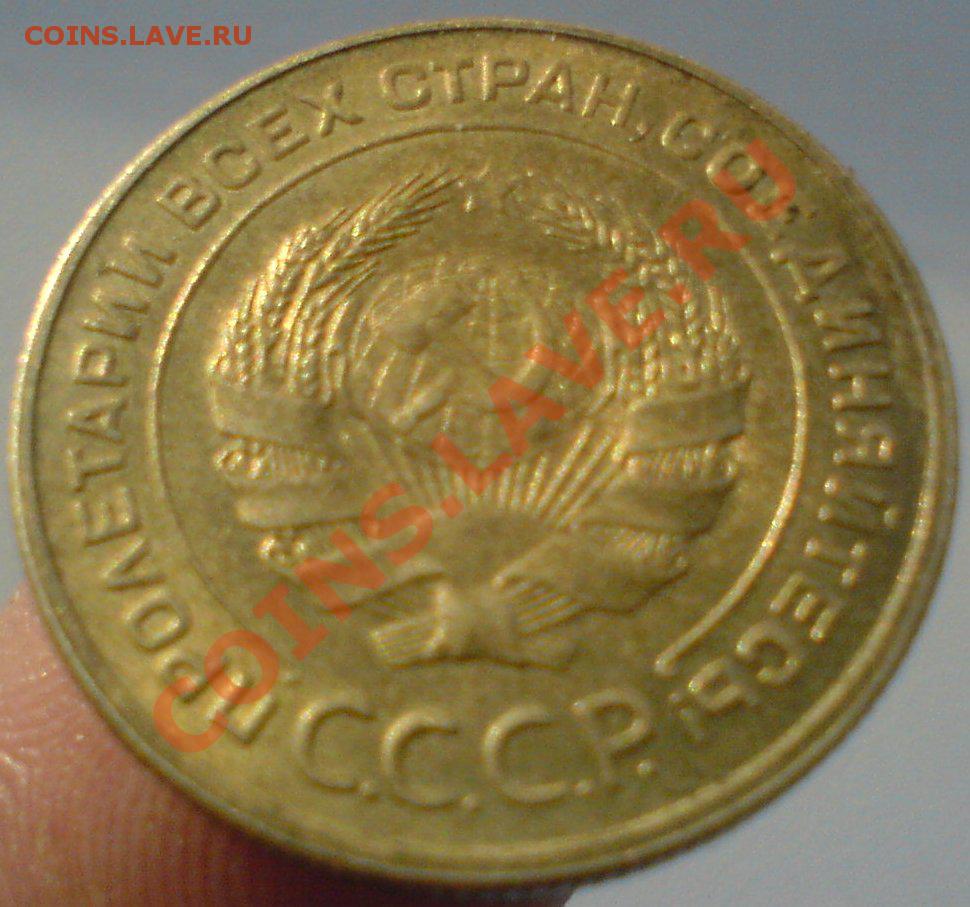 COINS.LAVE.RU
ПРОЛЕТАРИИ ВСЕХ СТРАН, СОЕДИНЯЙТЕСЬ!
С.С.С.Р.
COINS.LAVE.RU